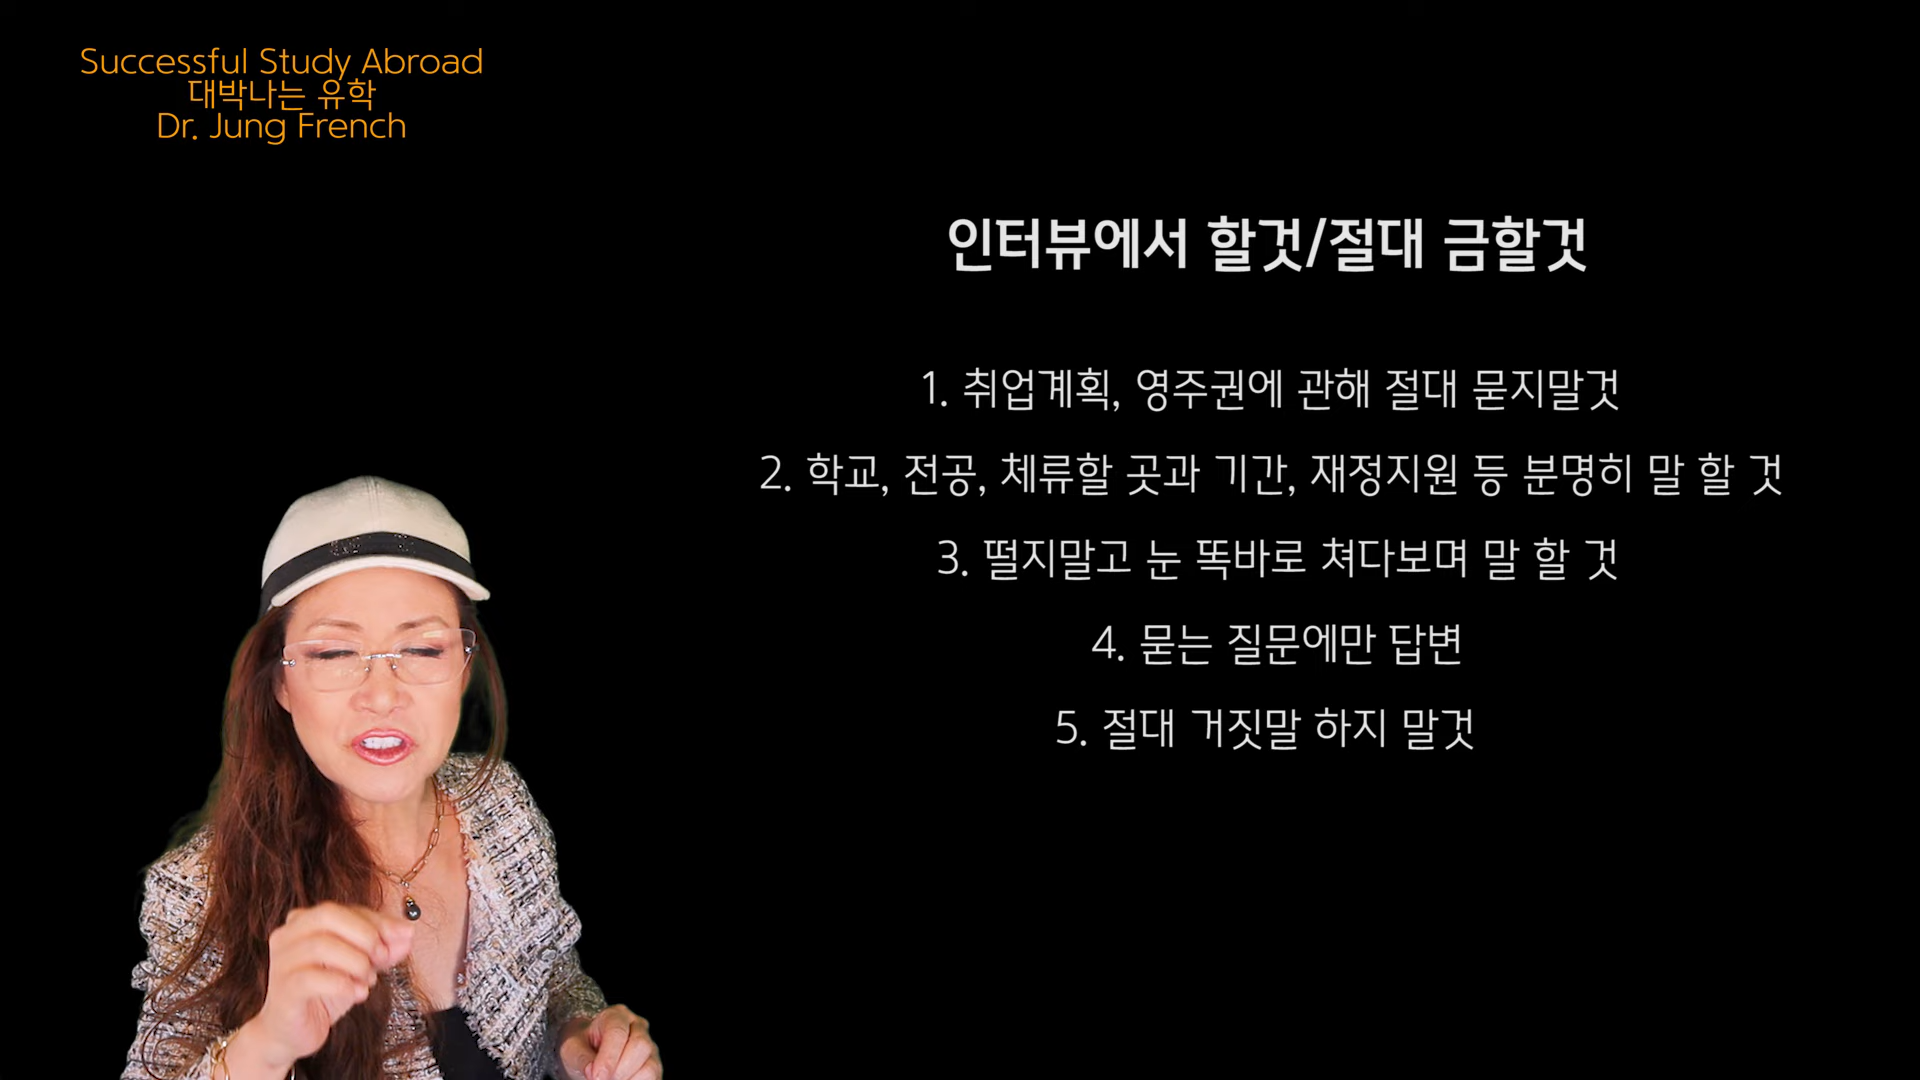 Successful Study Abroad
대박나는 유학
Dr. Jung French
인터뷰에서 할것/절대 금할것
1. 취업계획, 영주권에 관해 절대 묻지말것
2. 학교, 전공, 체류할 곳과 기간, 재정지원 등 분명히 말 할 것
3. 떨지말고 눈 똑바로 쳐다보며 말 할 것
4. 묻는 질문에만 답변
5. 절대 거짓말 하지 말것